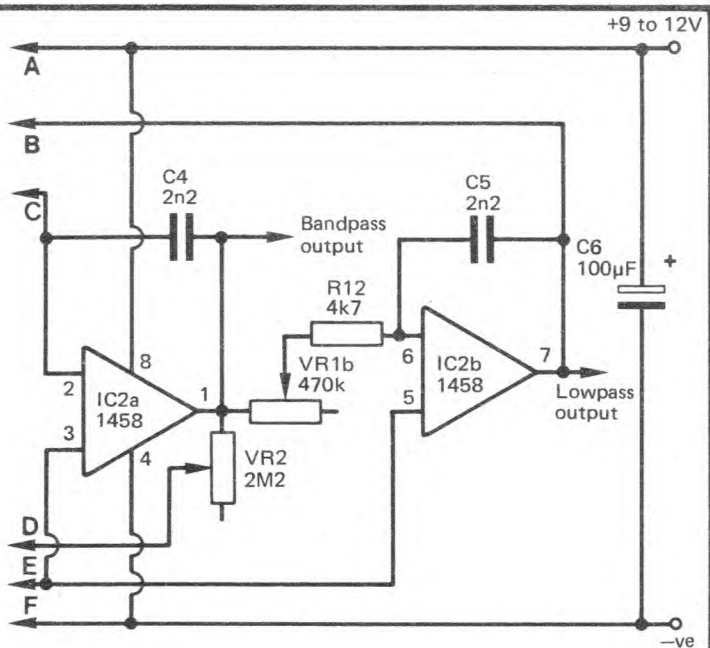 +9 to 12V
A
B
C
C4
2n2
Bandpass
output
C5
2n2
C6
100µF
+
R12
4k7
8
2
IC2a
1458
1
3
4
VR1b
470k
6
5
IC2b
1458
7
Lowpass
output
VR2
2M2
D
E
F
—ve